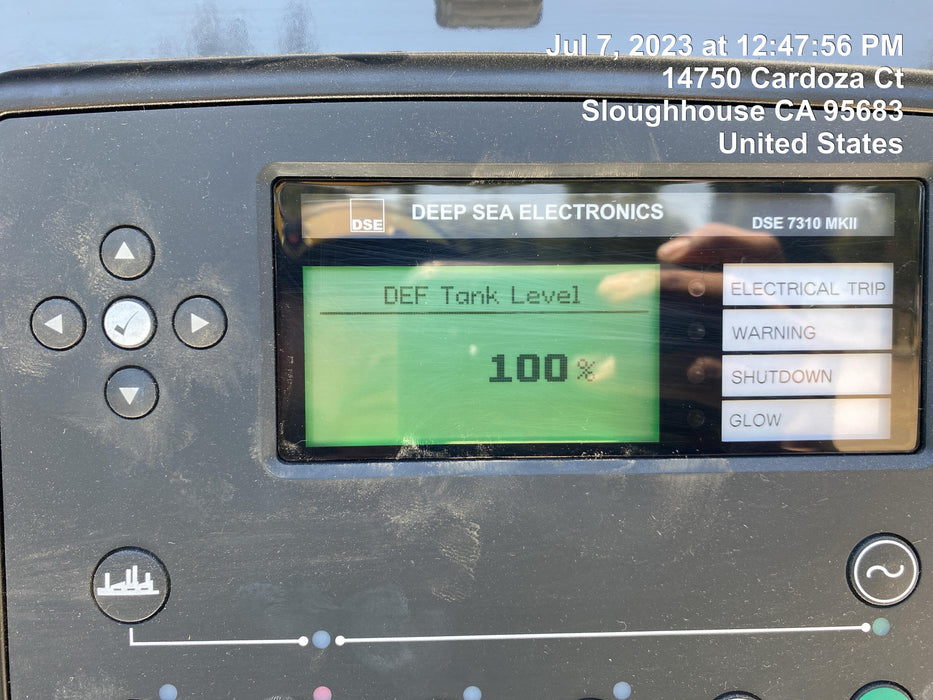 Jul 7, 2023 at 12:47:56 PM
14750 Cardoza Ct
Sloughhouse CA 95683
United States
DSE
DEEP SEA ELECTRONICS
DSE 7310 MKII
DEF Tank Level
100 %
ELECTRICAL TRIP
WARNING
SHUTDOWN
GLOW